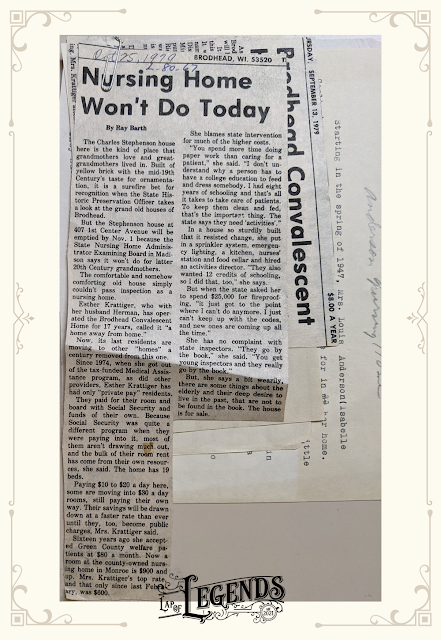 BRODHEAD, WI. 53520
Nursing Home
Won't Do Today
By Ray Barth
The Charles Stephenson house
here is the kind of place that
grandmothers love and great-
grandmothers lived in. Built of
yellow brick with the mid-19th
Century's taste for ornamenta-
tion, it is a surefire bet for
recognition when the State His-
toric Preservation Officer takes
a look at the grand old houses of
Brodhead.
But the Stephenson house at
407 1st Center Avenue will be
emptied by Nov. 1 because the
State Nursing Home Adminis-
trator Examining Board in Madi-
son says it won't do for latter
20th Century grandmothers.
The comfortable and somehow
comforting old house simply
couldn't pass inspection as a
nursing home.
Esther Krattiger, who with
her husband Herman, has oper-
ated the Brodhead Convalescent
Home for 17 years, called it "a
home away from home."
Now, its last residents are
moving to other "homes" a
century removed from this one.
Since 1974, when she got out
of the tax-funded Medical Assis-
tance program, as did other
providers, Esther Krattiger has
had only "private pay" residents.
They paid for their room and
board with Social Security and
funds of their own. Because
Social Security was quite a
different program when they
were paying into it, most of
them aren't drawing much out,
and the bulk of their room rent
has come from their own resour-
ces, she said. The home has 19
beds.
Paying $10 to $20 a day here,
some are moving into $30 a day
rooms, still paying their own
way. Their savings will be drawn
down at a faster rate than ever
until they, too, become public
charges, Mrs. Krattiger said.
Sixteen years ago she accept-
ed Green County welfare pa-
tients at $80 a month. Now a
room at the county-owned nurs-
ing home in Monroe is $900 and
up. Mrs. Krattiger's top rate,
and that only since last Febru-
ary, was $600.
She blames state intervention
for much of the higher costs.
"You spend more time doing
paper work than caring for a
patient," she said. "I don't un-
derstand why a person has to
have a college education to feed
and dress somebody. I had eight
years of schooling and that's all
it takes to take care of patients.
To keep them clean and fed,
that's the important thing. The
state says they need 'activities'."
In a house so sturdily built
that it resisted change, she put
in a sprinkler system, emergen-
cy lighting, a kitchen, nurses'
station and food cellar and hired
an activities director. "They also
wanted 12 credits of schooling,
so I did that, too," she says.
But when the state asked her
to spend $25,000 for fireproof-
ing, "it just got to the point
where I can't do anymore. I just
can't keep up with the codes,
and new ones are coming up all
the time."
She has no complaint with
state inspectors. "They go by
the book," she said. "You get
young inspectors and they really
go by the book."
But, she says a bit wearily,
there are some things about the
elderly and their deep desire to
live in the past, that are not to
be found in the book. The house
is for sale.
SEPTEMBER 13, 1979
Brodhead Convalescent
$8.00 A YEAR
Starting in the spring of 1947, Mrs. Louis
Anderson(Isabelle
for in her home.
LAP OF LEGENDS